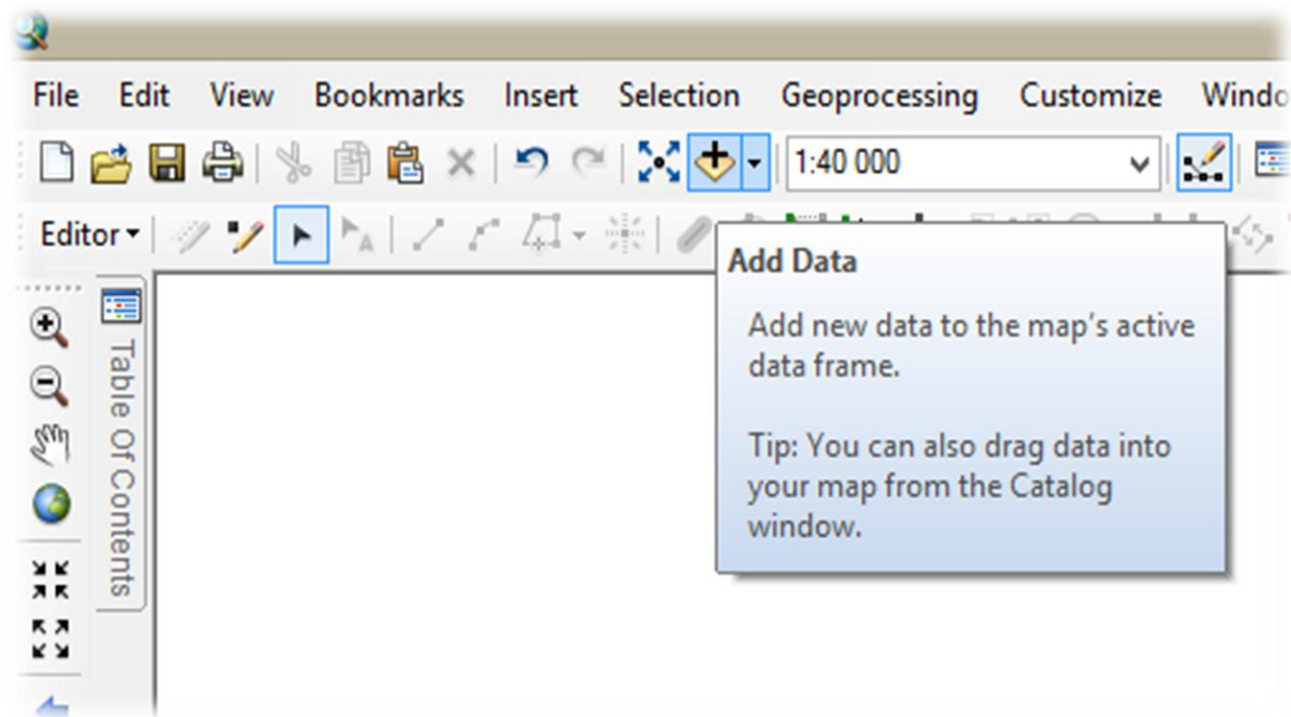 File Edit View Bookmarks Insert Selection Geoprocessing Customize Windo
1:40 000
Editor
Table Of Contents
Add Data
Add new data to the map's active
data frame.
Tip: You can also drag data into
your map from the Catalog
window.